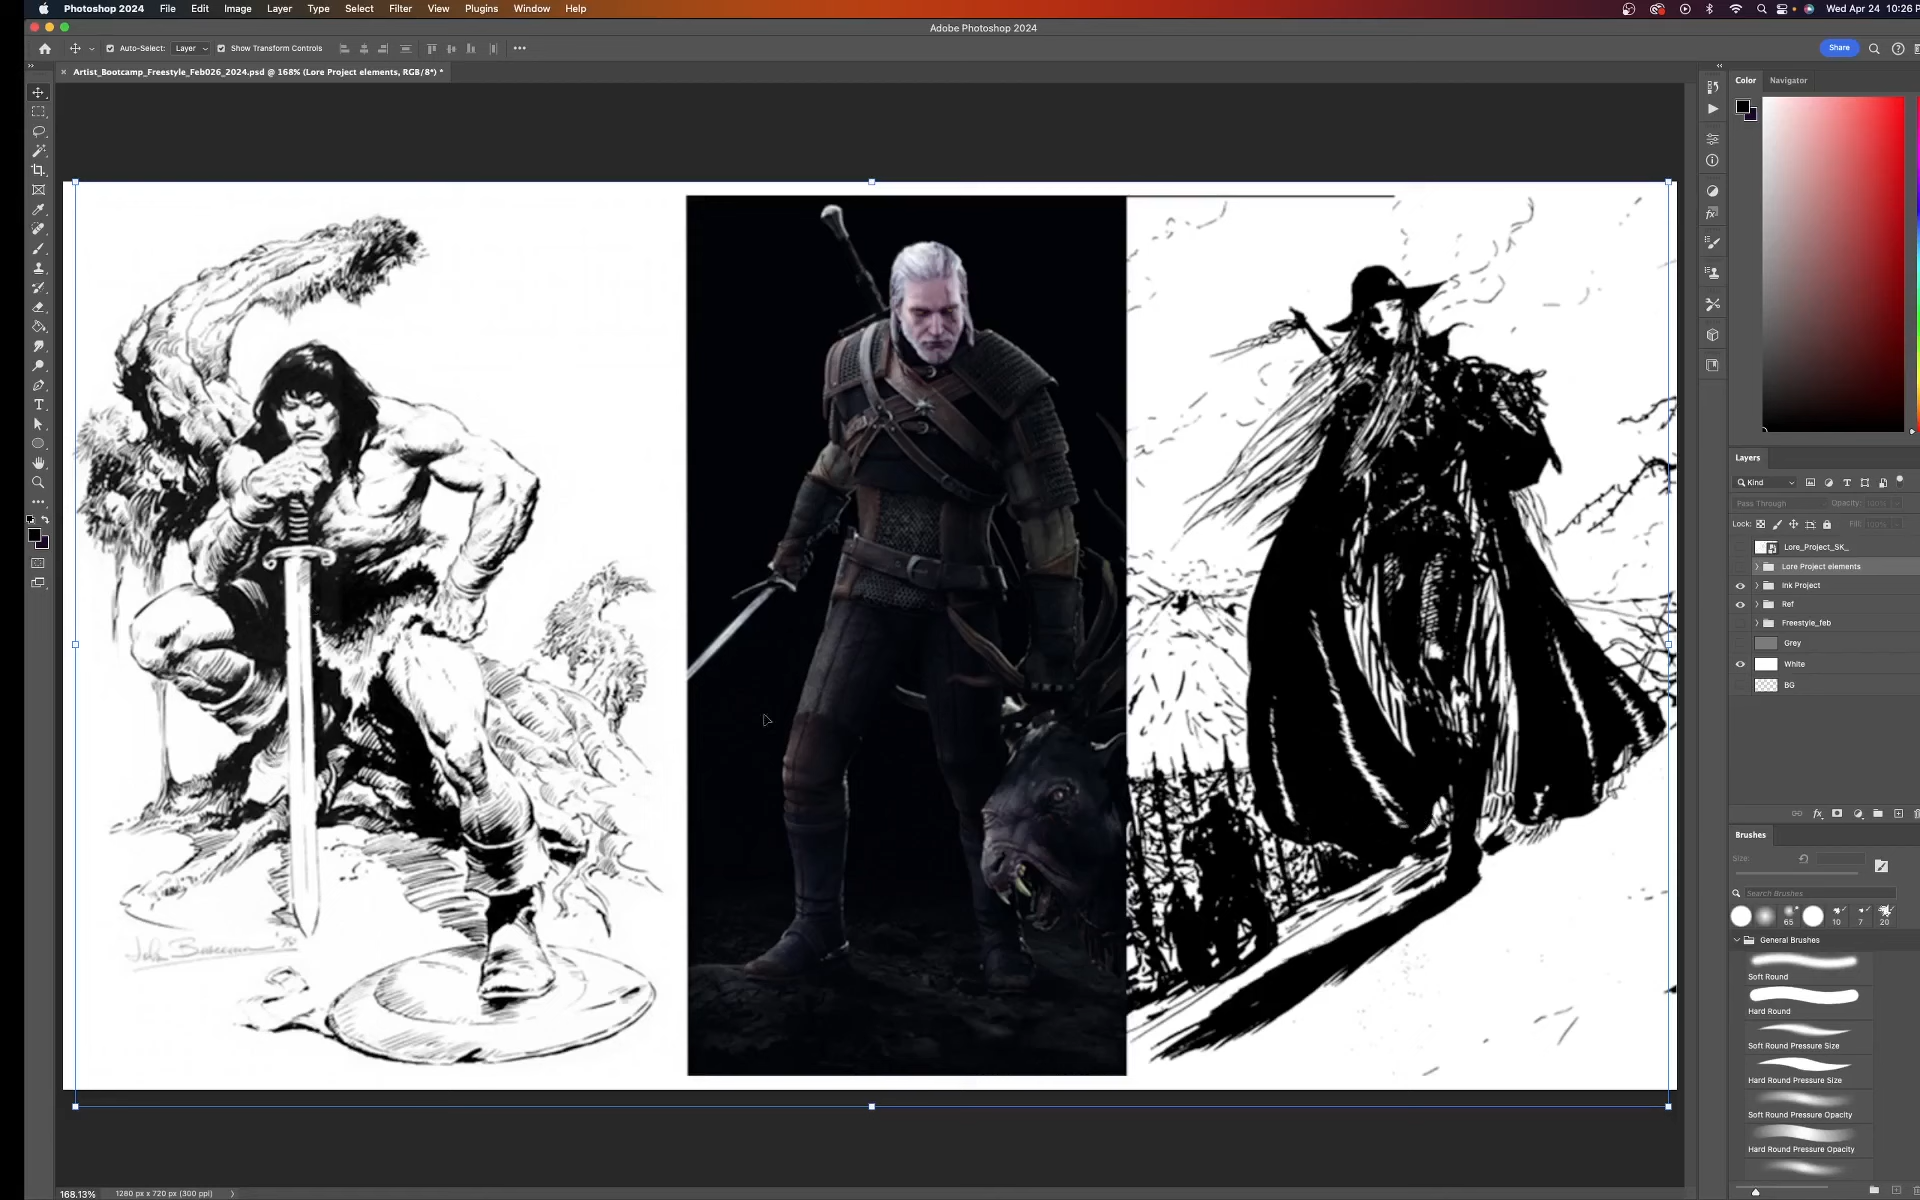 Photoshop 2024 File Edit Image Layer Type Select Filter View Plugins Window Help
Wed Apr 24 10:26 P
Adobe Photoshop 2024
Auto-Select: Layer Show Transform Controls
Share
Artist_Bootcamp_Freestyle_Feb026_2024.psd @ 168% (Lore Project elements, RGB/8*) *
Color Navigator
Layers
Kind
Pass Through Opacity: 100%
Lock: Fill: 100%
Lore_Project_SK_
Lore Project elements
Ink Project
Ref
Freestyle_feb
Grey
White
BG
Brushes
Size:
Search Brushes
65 10 7 20
General Brushes
Soft Round
Hard Round
Soft Round Pressure Size
Hard Round Pressure Size
Soft Round Pressure Opacity
Hard Round Pressure Opacity
168.13% 1280 px x 720 px (300 ppi)